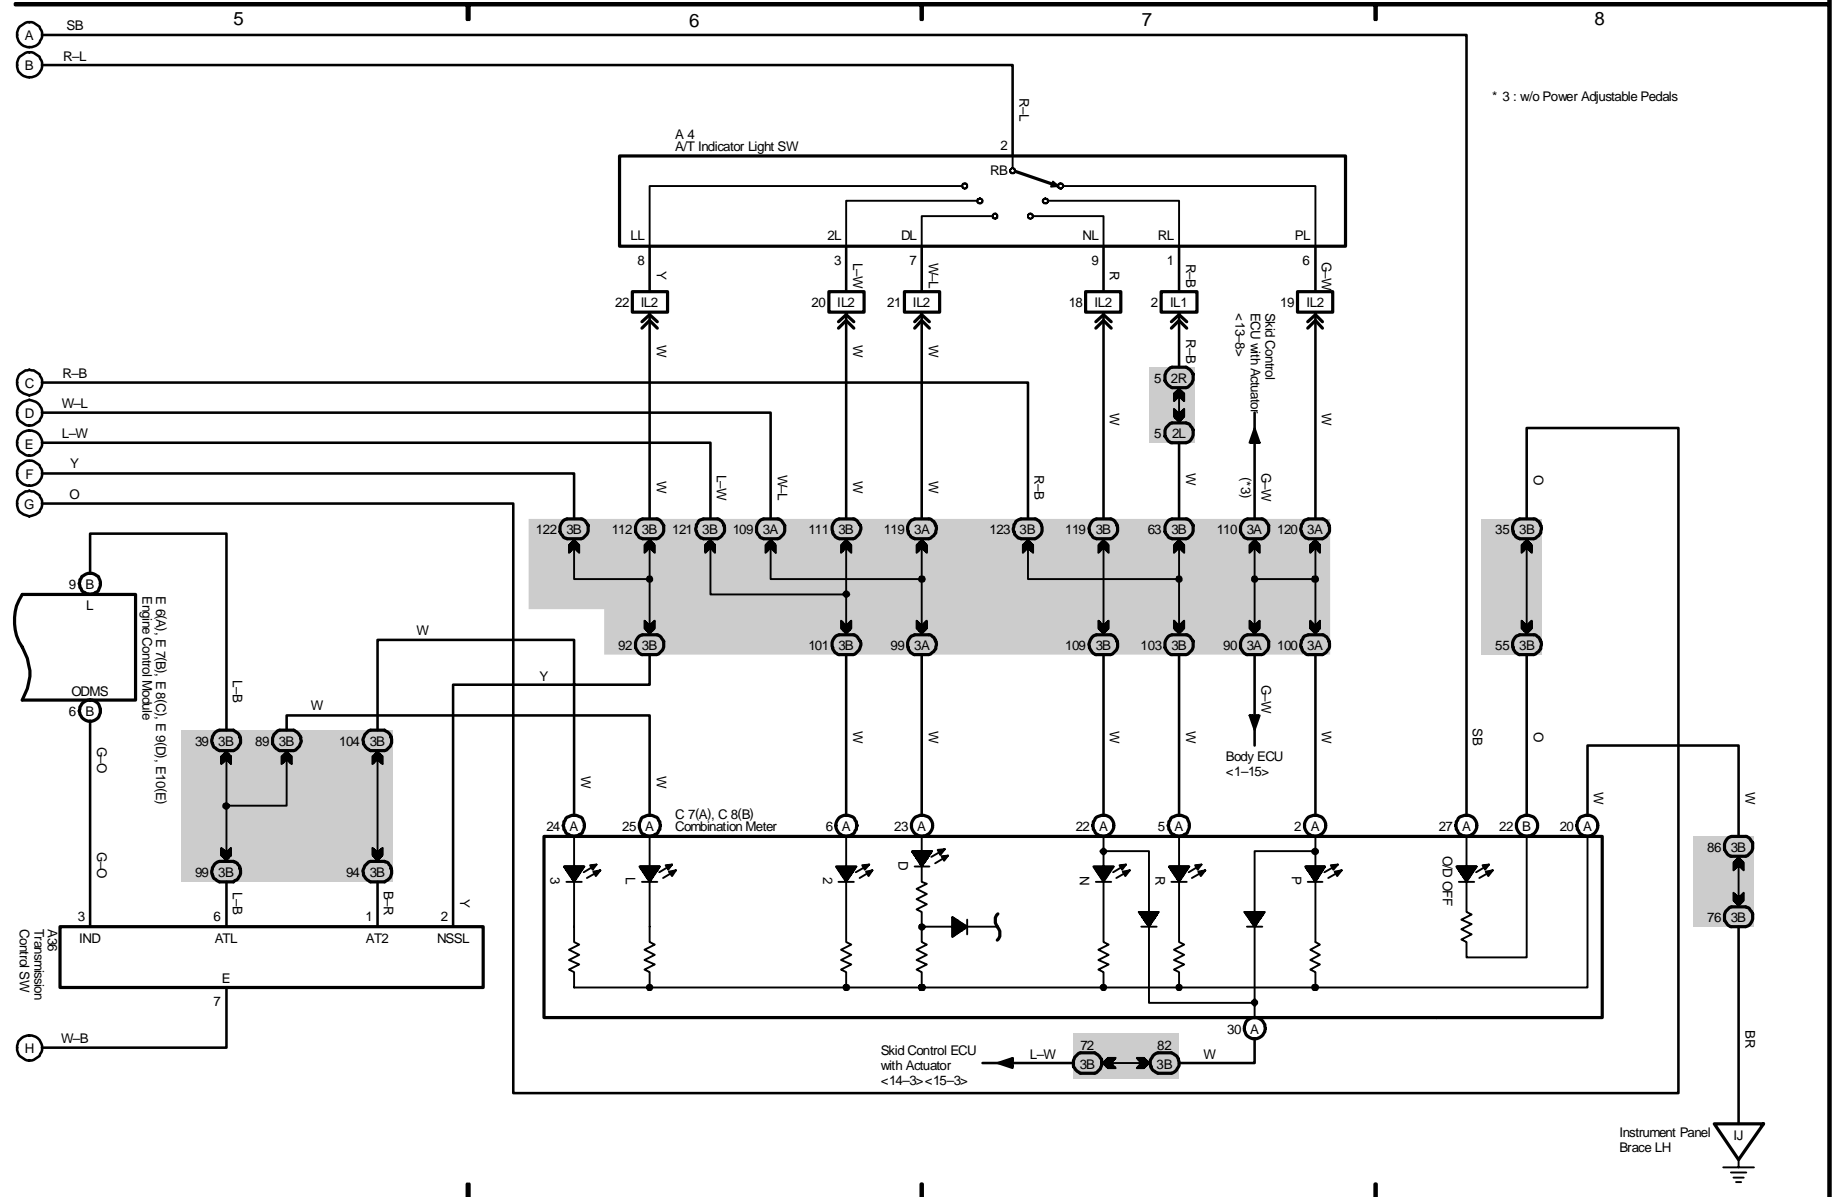 5
6
7
8
A
SB
B
R–L
* 3 : w/o Power Adjustable Pedals
R–L
A 4
A/T Indicator Light SW
2
RB
LL
2L
DL
NL
RL
PL
8
3
7
9
1
6
Y
L–W
W–L
R
R–B
G–W
22 IL2
20 IL2
21 IL2
18 IL2
2 IL1
19 IL2
Skid Control
ECU with Actuator
<13–8>
W
W
W
R–B
5 2R
5 2L
W
W
C
R–B
D
W–L
E
L–W
F
Y
G
O
W
L–W
W–L
W
W
R–B
W
G–W
(*3)
O
122 3B
112 3B
121 3B
109 3A
111 3B
119 3A
123 3B
119 3B
63 3B
110 3A
120 3A
35 3B
9 B
L
E 6(A), E 7(B), E 8(C), E 9(D), E10(E)
Engine Control Module
ODMS
6 B
W
92 3B
101 3B
99 3A
109 3B
103 3B
90 3A
100 3A
55 3B
L–B
Y
W
G–W
G–O
39 3B
89 3B
104 3B
W
W
W
W
W
SB
O
Body ECU
<1–15>
W
W
W
W
C 7(A), C 8(B)
Combination Meter
24 A
25 A
6 A
23 A
22 A
5 A
2 A
27 A
22 B
20 A
86 3B
G–O
99 3B
94 3B
3
L
2
D
N
R
P
O/D OFF
L–B
B–R
Y
76 3B
3
6
1
2
IND
ATL
AT2
NSSL
A36
Transmission
Control SW
E
7
H
W–B
30 A
Skid Control ECU
with Actuator
<14–3><15–3>
L–W
72
3B
82
3B
W
BR
Instrument Panel
Brace LH
IJ